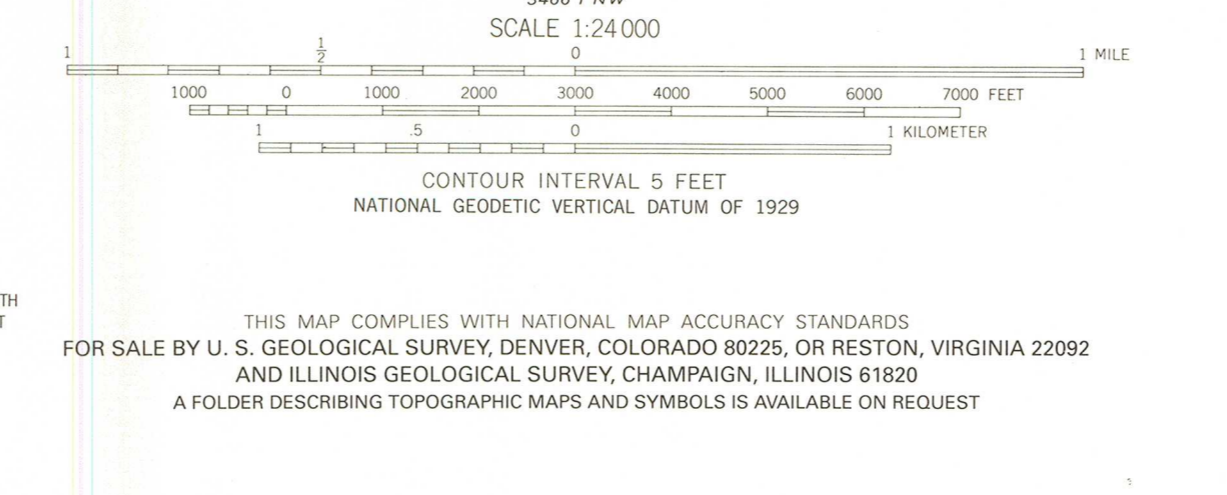 SCALE 1:24 000
1 1/2 0 1 MILE
1000 0 1000 2000 3000 4000 5000 6000 7000 FEET
1 .5 0 1 KILOMETER
CONTOUR INTERVAL 5 FEET
NATIONAL GEODETIC VERTICAL DATUM OF 1929
TH
T
THIS MAP COMPLIES WITH NATIONAL MAP ACCURACY STANDARDS
FOR SALE BY U. S. GEOLOGICAL SURVEY, DENVER, COLORADO 80225, OR RESTON, VIRGINIA 22092
AND ILLINOIS GEOLOGICAL SURVEY, CHAMPAIGN, ILLINOIS 61820
A FOLDER DESCRIBING TOPOGRAPHIC MAPS AND SYMBOLS IS AVAILABLE ON REQUEST